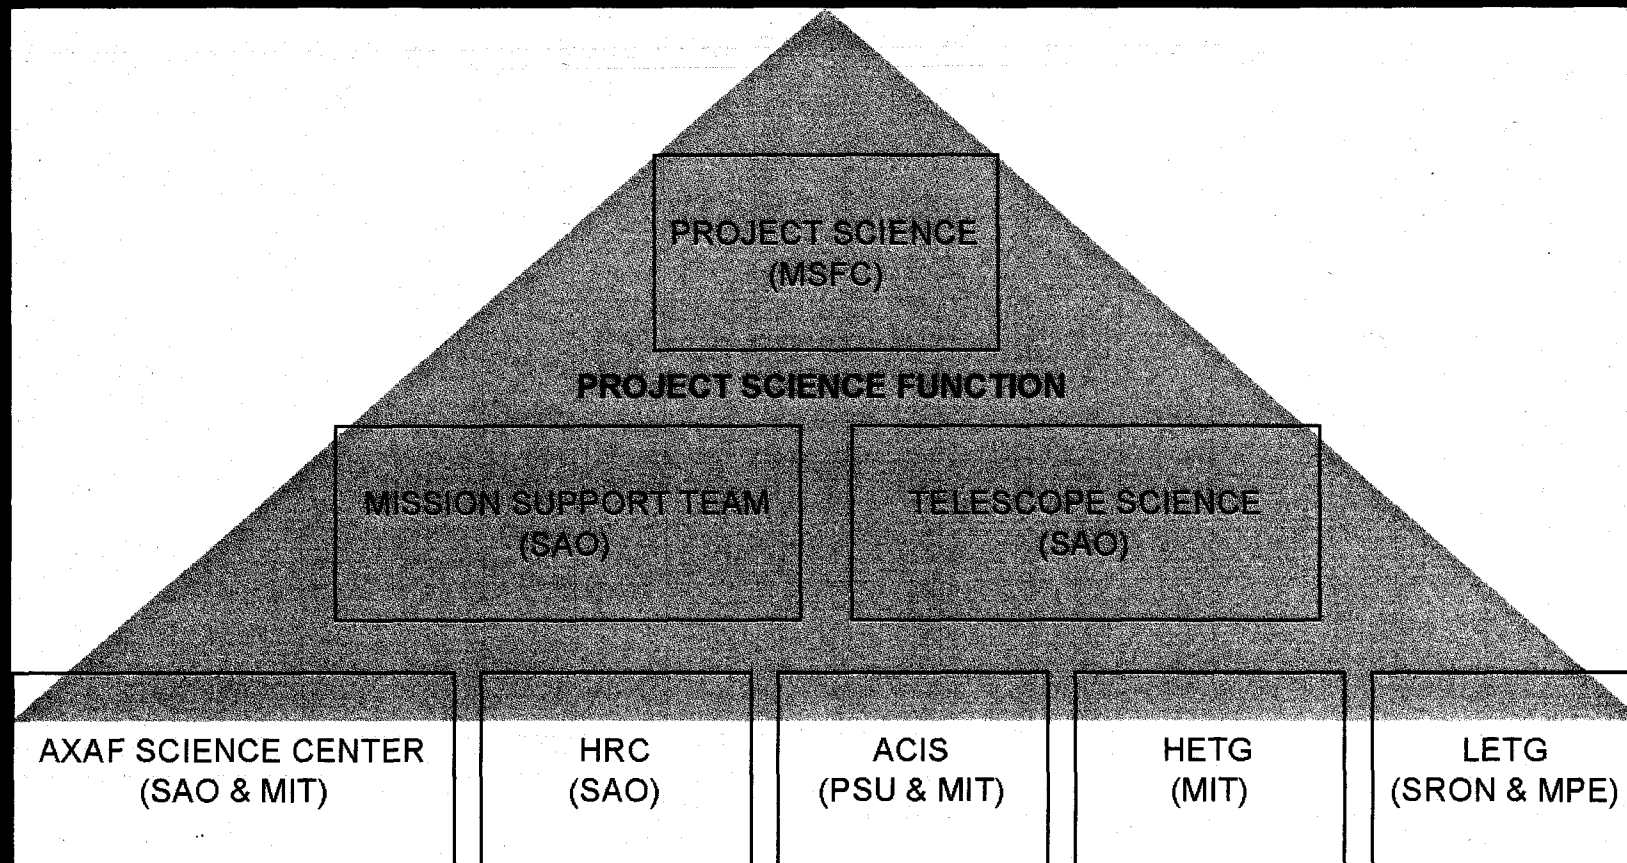 PROJECT SCIENCE
(MSFC)
PROJECT SCIENCE FUNCTION
MISSION SUPPORT TEAM
(SAO)
TELESCOPE SCIENCE
(SAO)
AXAF SCIENCE CENTER
(SAO & MIT)
HRC
(SAO)
ACIS
(PSU & MIT)
HETG
(MIT)
LETG
(SRON & MPE)